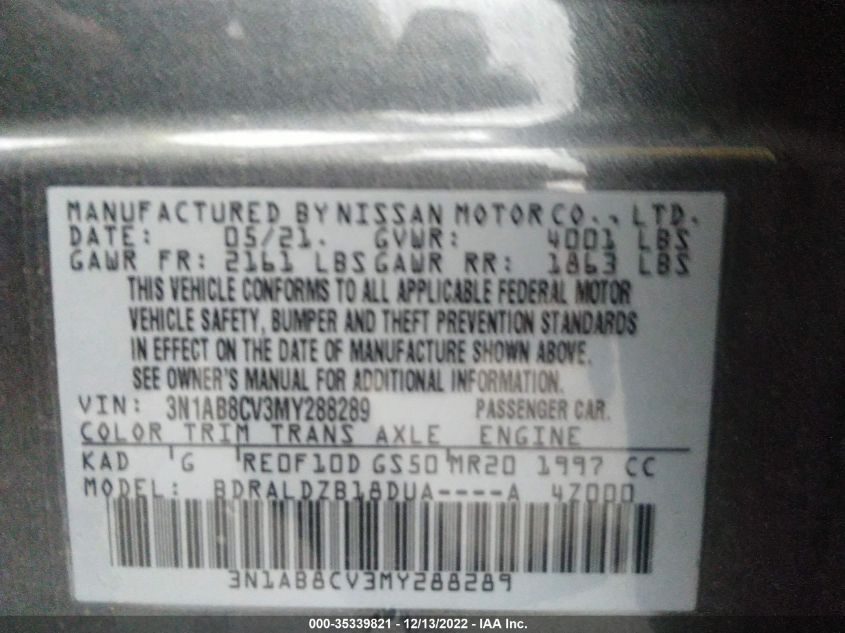 MANUFACTURED BY NISSAN MOTOR CO., LTD.
DATE: 05/21. GVWR: 4001 LBS
GAWR FR: 2161 LBS GAWR RR: 1863 LBS
THIS VEHICLE CONFORMS TO ALL APPLICABLE FEDERAL MOTOR
VEHICLE SAFETY, BUMPER AND THEFT PREVENTION STANDARDS
IN EFFECT ON THE DATE OF MANUFACTURE SHOWN ABOVE.
SEE OWNER'S MANUAL FOR ADDITIONAL INFORMATION.
VIN: 3N1AB8CV3MY288289 PASSENGER CAR.
COLOR TRIM TRANS AXLE ENGINE
KAD G RE0F10D GS50 MR20 1997 CC
MODEL: BDRALDZB18DUA----A 4Z000
3N1AB8CV3MY288289
000-35339821 - 12/13/2022 - IAA Inc.